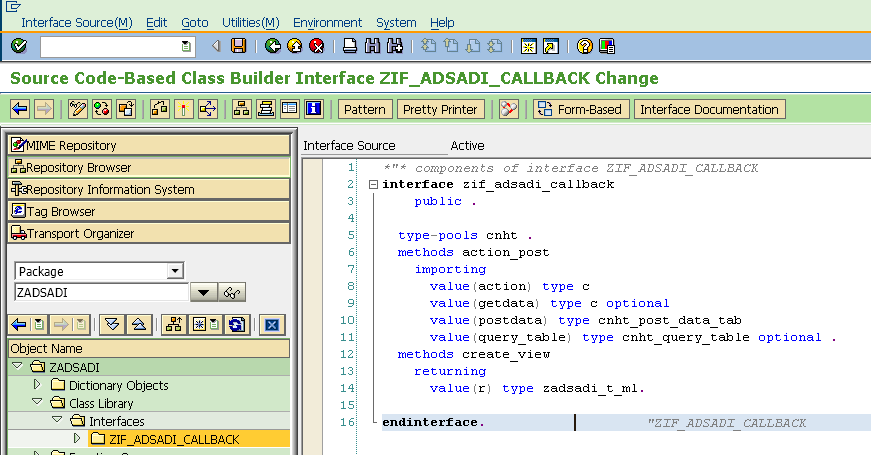 Interface Source(M) Edit Goto Utilities(M) Environment System Help
Source Code-Based Class Builder Interface ZIF_ADSADI_CALLBACK Change
Pattern Pretty Printer Form-Based Interface Documentation
MIME Repository
Repository Browser
Repository Information System
Tag Browser
Transport Organizer
Package
ZADSADI
Object Name
ZADSADI
Dictionary Objects
Class Library
Interfaces
ZIF_ADSADI_CALLBACK
Interface Source Active
1 *"* components of interface ZIF_ADSADI_CALLBACK
2 interface zif_adsadi_callback
3 public .
4
5 type-pools cnht .
6 methods action_post
7 importing
8 value(action) type c
9 value(getdata) type c optional
10 value(postdata) type cnht_post_data_tab
11 value(query_table) type cnht_query_table optional .
12 methods create_view
13 returning
14 value(r) type zadsadi_t_ml.
15
16 endinterface. "ZIF_ADSADI_CALLBACK